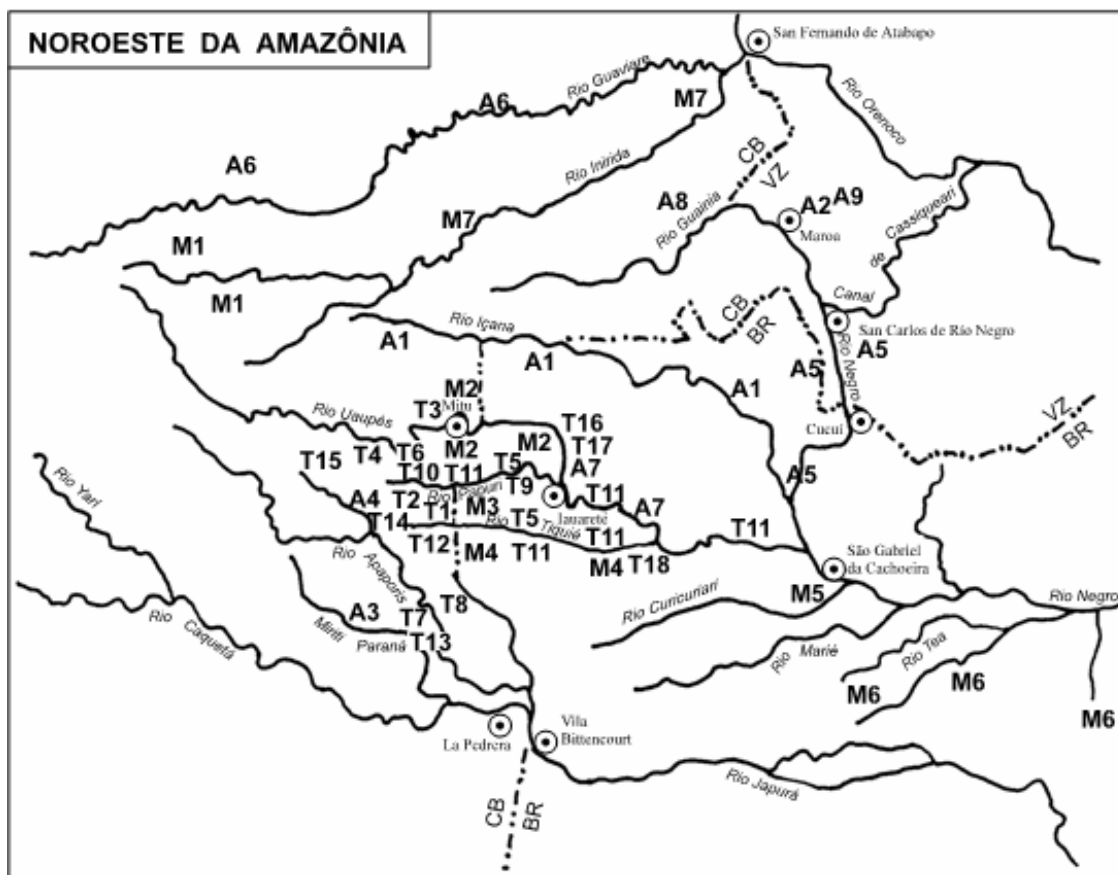 NOROESTE DA AMAZÔNIA
San Fernando de Atabapo
Rio Guaviare
A6
M7
Rio Orenoco
CB
VZ
A6
Rio Inirida
A8
Rio Guainia
A2
A9
Maroa
M7
M1
de Cassiqueari
Canal
M1
CB
BR
San Carlos de Río Negro
Rio Içana
A1
A1
A5
A5
Rio Negro
A1
M2
T3
Mitu
Cucuí
VZ
BR
Rio Uaupés
T16
T17
T4
T6
M2
M2
T15
T10
T11
T5
A7
A5
Rio Papuri
T9
Rio Yarí
A4
T2
T1
M3
Iauaretê
T11
A7
T14
Rio
T5
Tiquié
T11
T11
T12
M4
T11
M4
T18
São Gabriel
da Cachoeira
Rio Apaporis
M5
Rio Negro
Rio Curicuriari
T8
A3
T7
Miriti
Paraná
T13
Rio Caquetá
Rio Marié
Rio Tea
M6
M6
M6
La Pedrera
Vila
Bittencourt
Rio Japurá
CB
BR